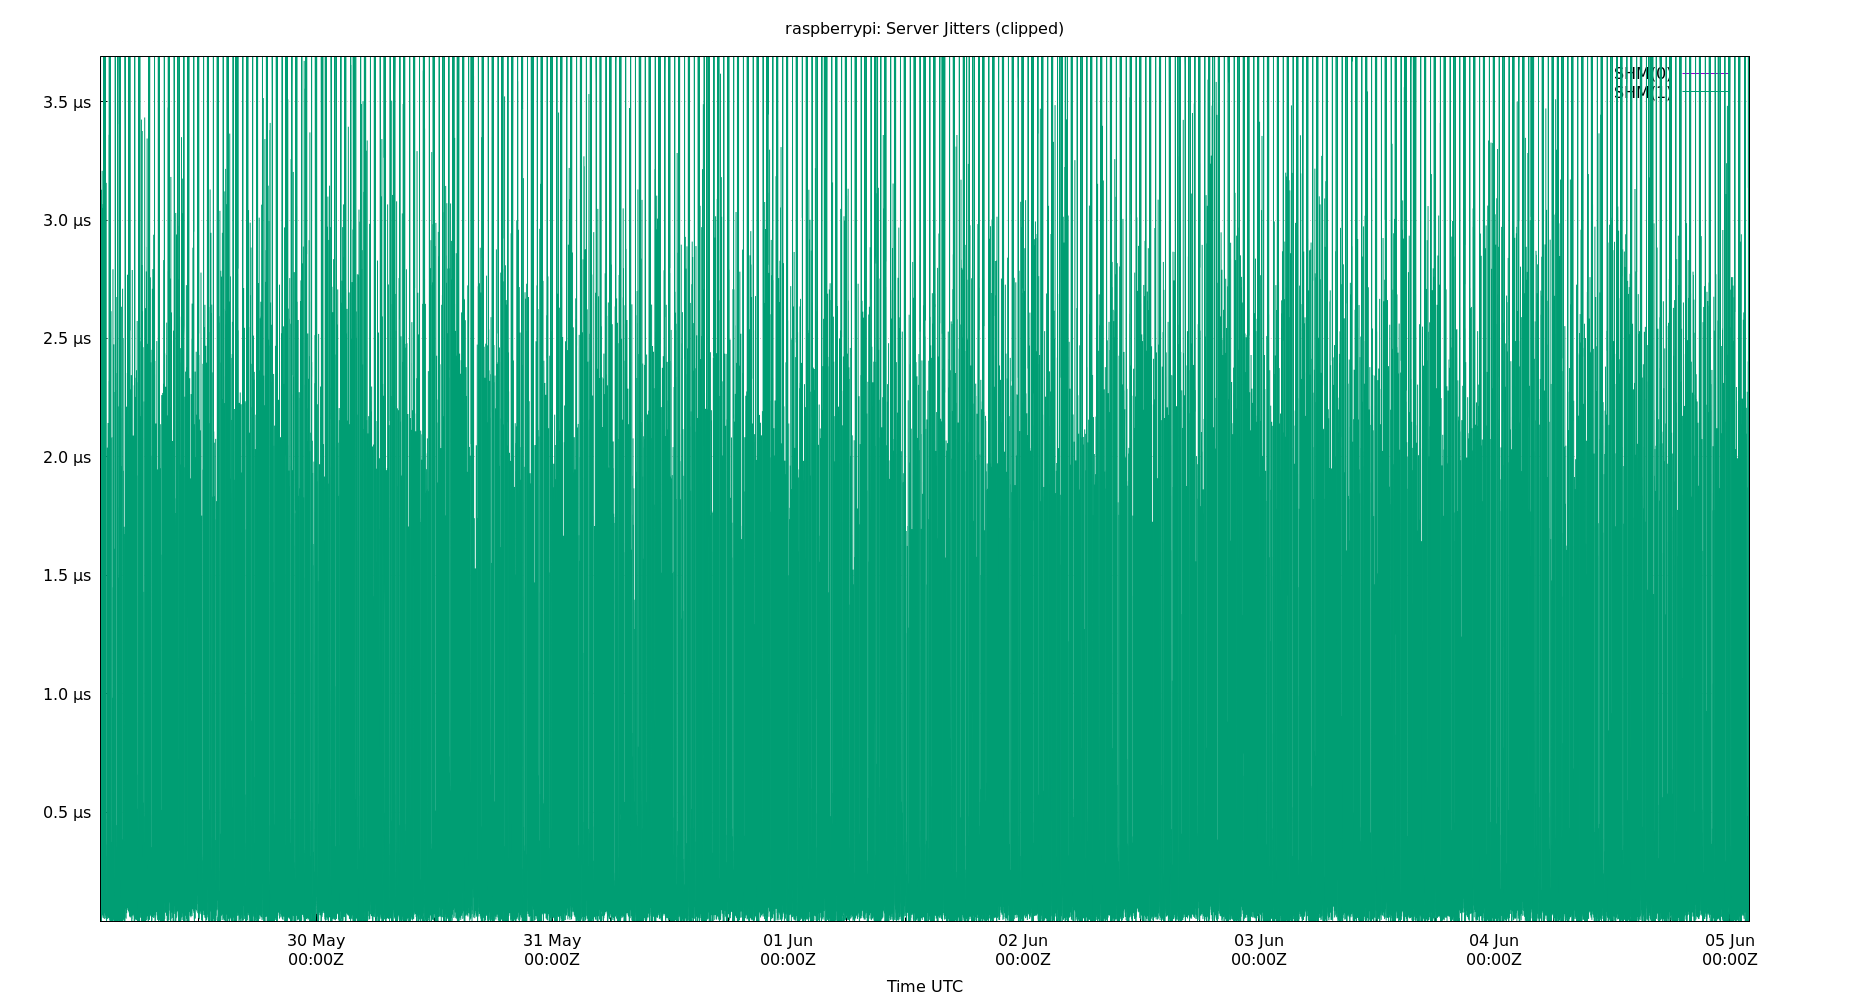 raspberrypi: Server Jitters (clipped)
SHM(0)
SHM(1)
3.5 µs
3.0 µs
2.5 µs
2.0 µs
1.5 µs
1.0 µs
0.5 µs
30 May 31 May 01 Jun 02 Jun 03 Jun 04 Jun 05 Jun
00:00Z 00:00Z 00:00Z 00:00Z 00:00Z 00:00Z 00:00Z
Time UTC